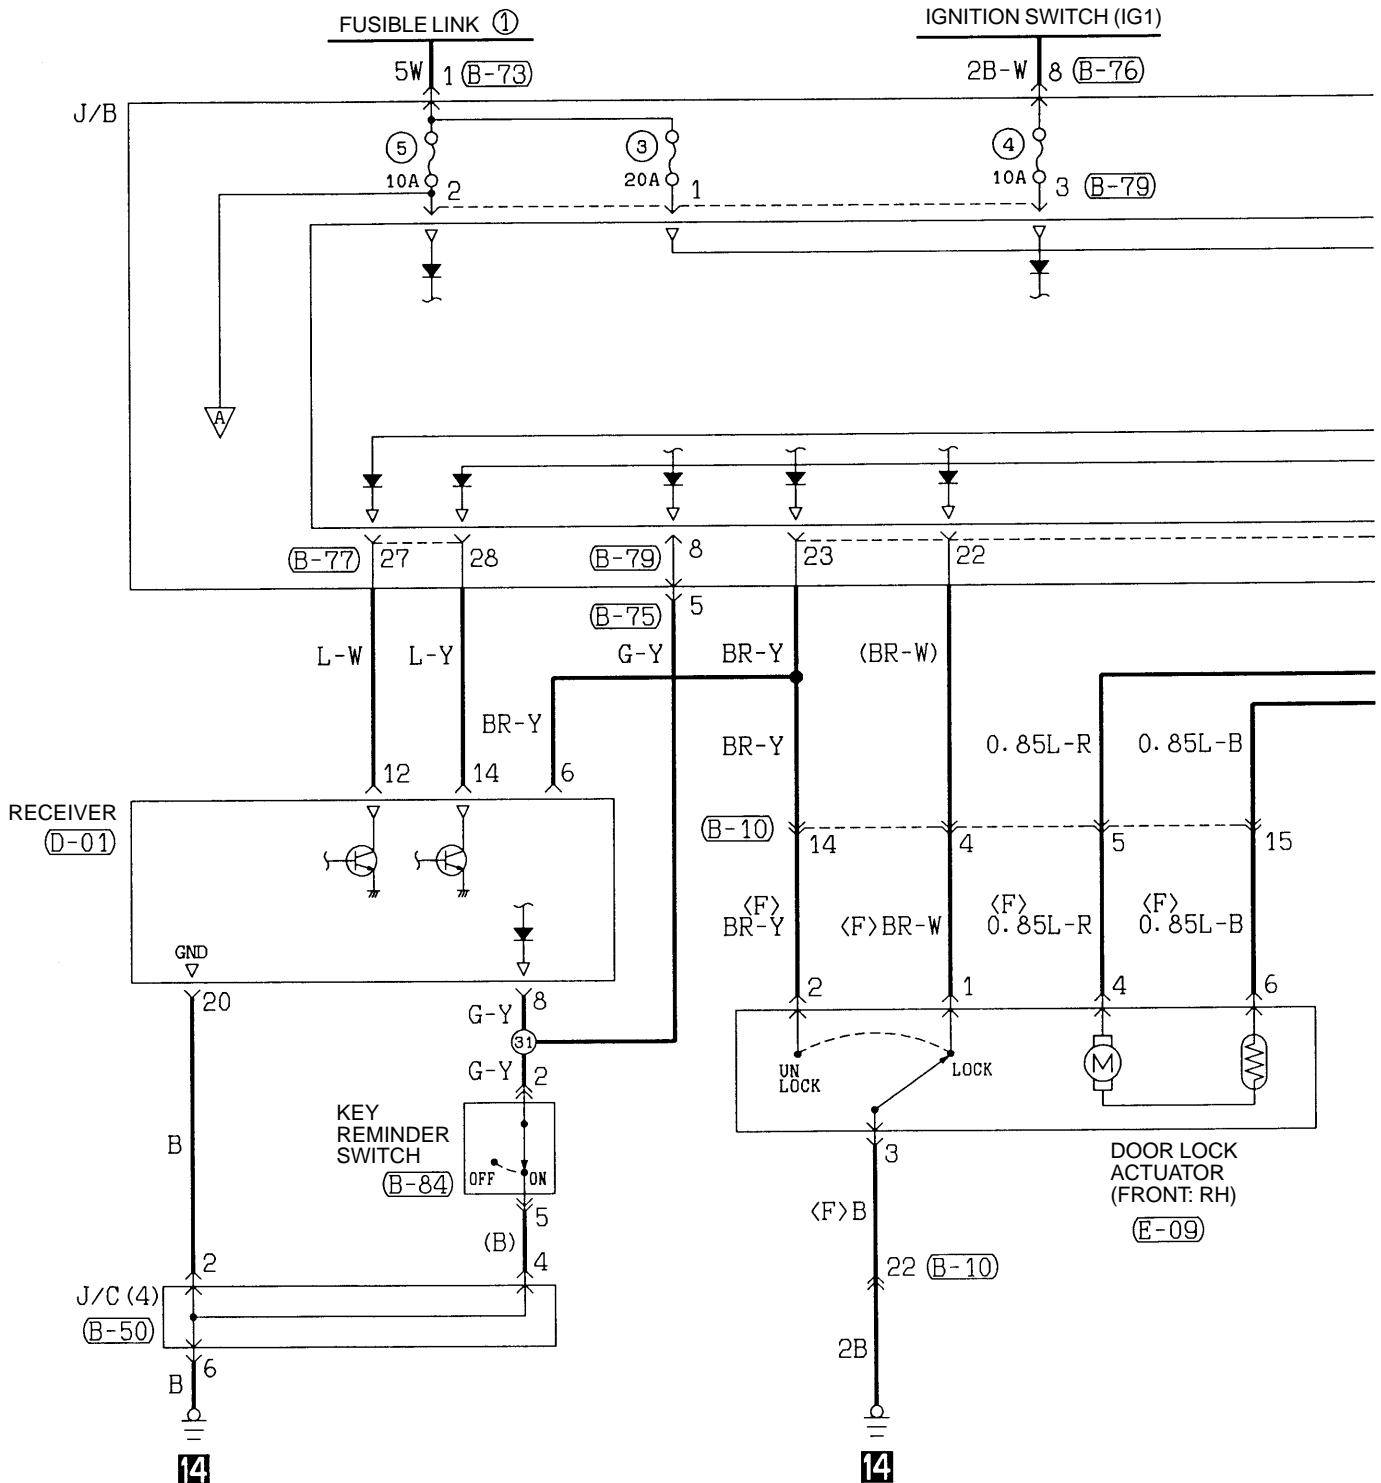 FUSIBLE LINK ①
IGNITION SWITCH (IG1)
5W 1 (B-73)
2B-W 8 (B-76)
J/B
5
3
4
10A
20A
10A
2
1
3 (B-79)
A
(B-77) 27
28
(B-79) 8
23
22
(B-75) 5
L-W
L-Y
G-Y
BR-Y
(BR-W)
BR-Y
BR-Y
0.85L-R
0.85L-B
12
14
6
RECEIVER
(D-01)
(B-10)
14
4
5
15
<F>
BR-Y
<F>BR-W
<F>
0.85L-R
<F>
0.85L-B
GND
20
8
2
1
4
6
G-Y
31
G-Y 2
UN
LOCK
LOCK
M
KEY
REMINDER
SWITCH
(B-84)
OFF
ON
B
3
DOOR LOCK
ACTUATOR
(FRONT: RH)
(E-09)
5
(B)
4
<F>B
2
22 (B-10)
J/C (4)
(B-50)
2B
6
B
14
14